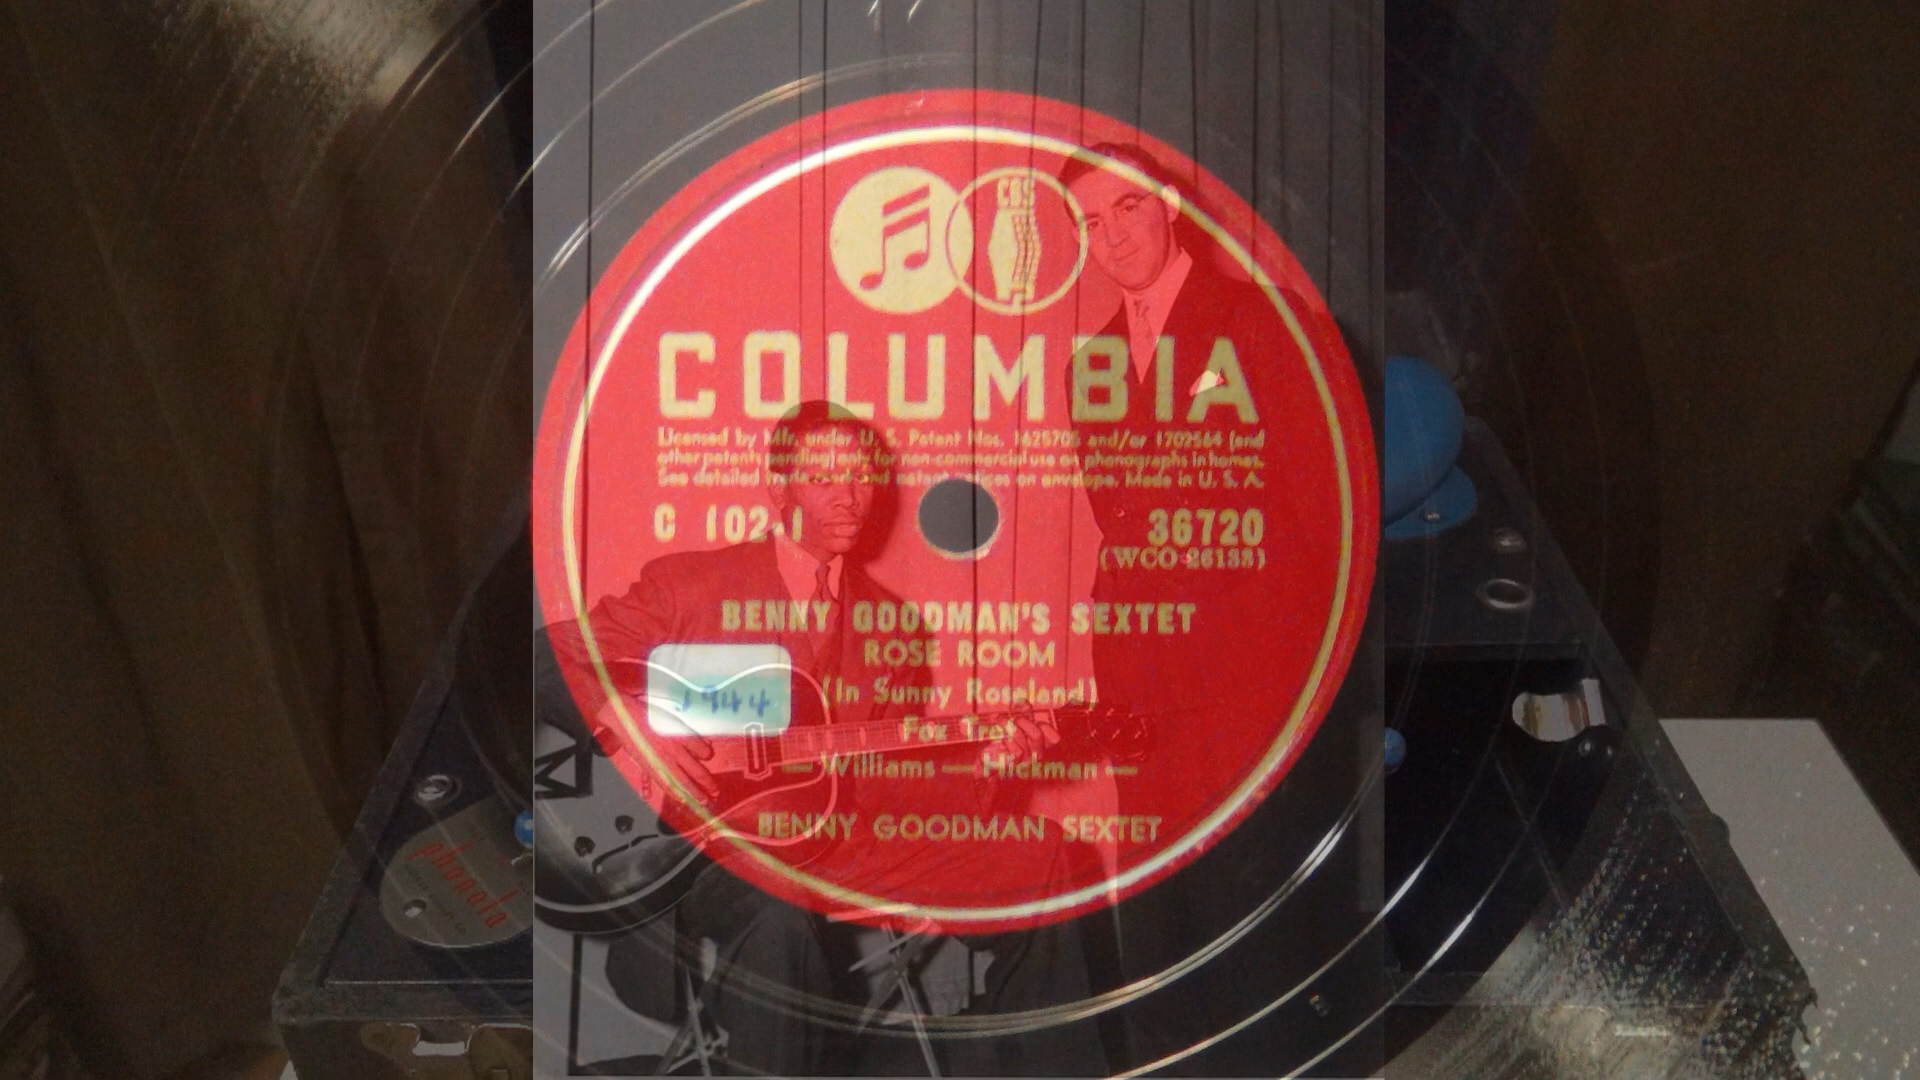 CBS
COLUMBIA
Licensed by Mfr. under U. S. Patent Nos. 1625705 and/or 1702564 (and
other patents pending) only for non-commercial use on phonographs in homes.
See detailed trade mark and patent notices on envelope. Made in U. S. A.
C 102-1 36720
(WCO 26133)
BENNY GOODMAN'S SEXTET
ROSE ROOM
(In Sunny Roseland)
1944
Fox Trot
— Williams — Hickman —
BENNY GOODMAN SEXTET
phonola